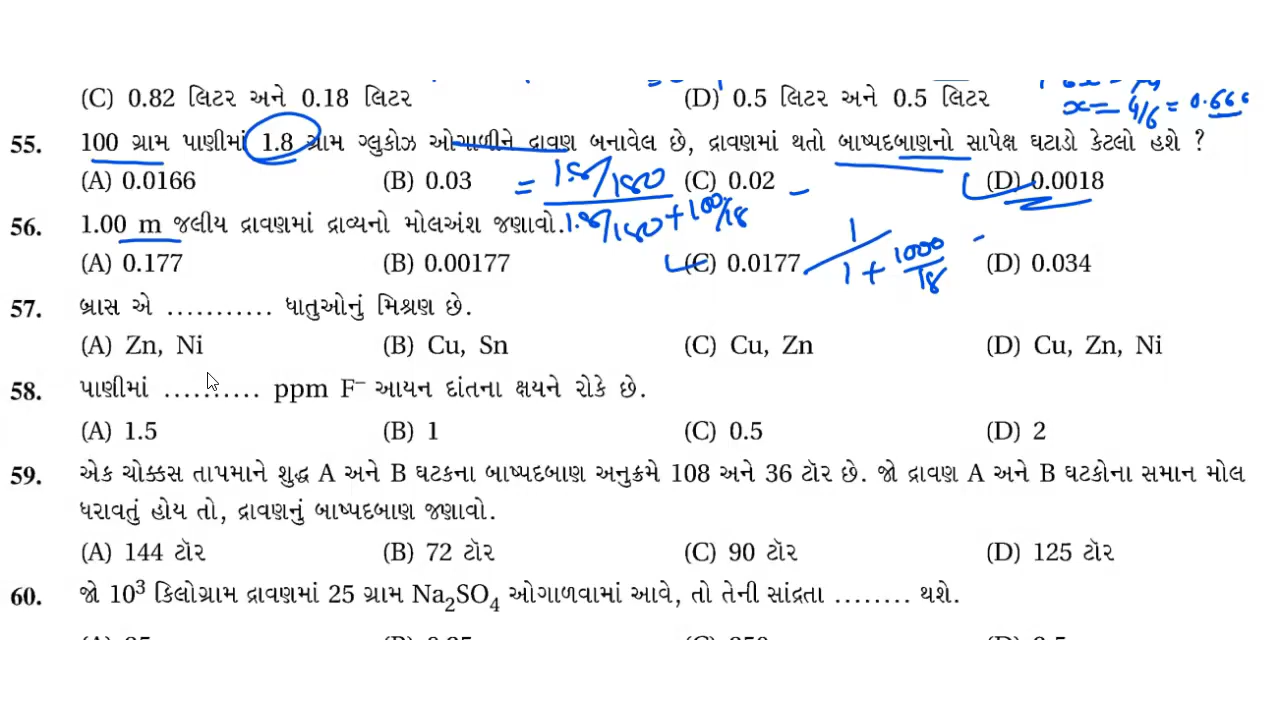 (C) 0.82 લિટર અને 0.18 લિટર (D) 0.5 લિટર અને 0.5 લિટર
x = 4/6 = 0.666
55. 100 ગ્રામ પાણીમાં 1.8 ગ્રામ ગ્લુકોઝ ઓગાળીને દ્રાવણ બનાવેલ છે, દ્રાવણમાં થતો બાષ્પદબાણનો સાપેક્ષ ઘટાડો કેટલો હશે ?
(A) 0.0166 (B) 0.03 (C) 0.02 (D) 0.0018
= 1.8/180
1.8/180 + 100/18
56. 1.00 m જલીય દ્રાવણમાં દ્રાવ્યનો મોલઅંશ જણાવો.
(A) 0.177 (B) 0.00177 (C) 0.0177 (D) 0.034
1
1 + 1000/18
57. બ્રાસ એ ........... ધાતુઓનું મિશ્રણ છે.
(A) Zn, Ni (B) Cu, Sn (C) Cu, Zn (D) Cu, Zn, Ni
58. પાણીમાં .......... ppm F⁻ આયન દાંતના ક્ષયને રોકે છે.
(A) 1.5 (B) 1 (C) 0.5 (D) 2
59. એક ચોક્કસ તાપમાને શુદ્ધ A અને B ઘટકના બાષ્પદબાણ અનુક્રમે 108 અને 36 ટૉર છે. જો દ્રાવણ A અને B ઘટકોના સમાન મોલ
ધરાવતું હોય તો, દ્રાવણનું બાષ્પદબાણ જણાવો.
(A) 144 ટૉર (B) 72 ટૉર (C) 90 ટૉર (D) 125 ટૉર
60. જો 10³ કિલોગ્રામ દ્રાવણમાં 25 ગ્રામ Na₂SO₄ ઓગાળવામાં આવે, તો તેની સાંદ્રતા ........ થશે.